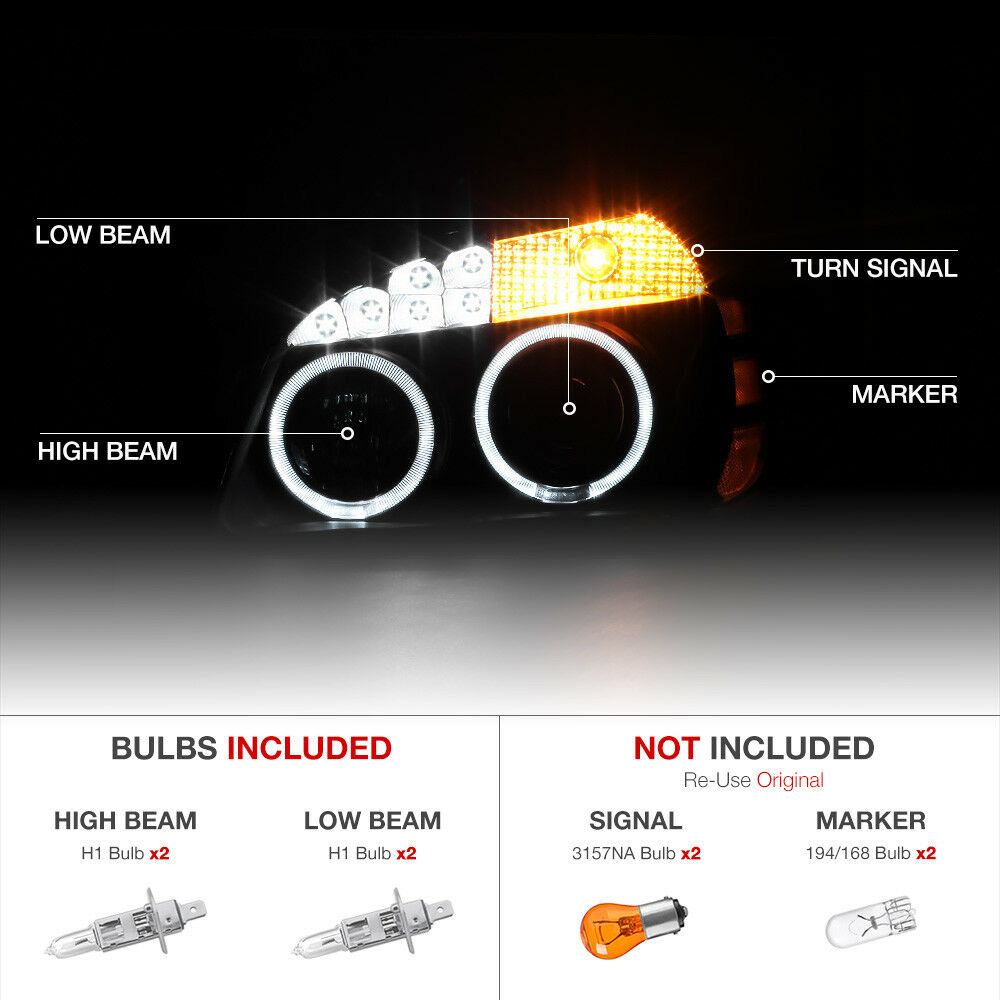 LOW BEAM
TURN SIGNAL
MARKER
HIGH BEAM
BULBS INCLUDED
NOT INCLUDED
Re-Use Original
HIGH BEAM
H1 Bulb x2
LOW BEAM
H1 Bulb x2
SIGNAL
3157NA Bulb x2
MARKER
194/168 Bulb x2